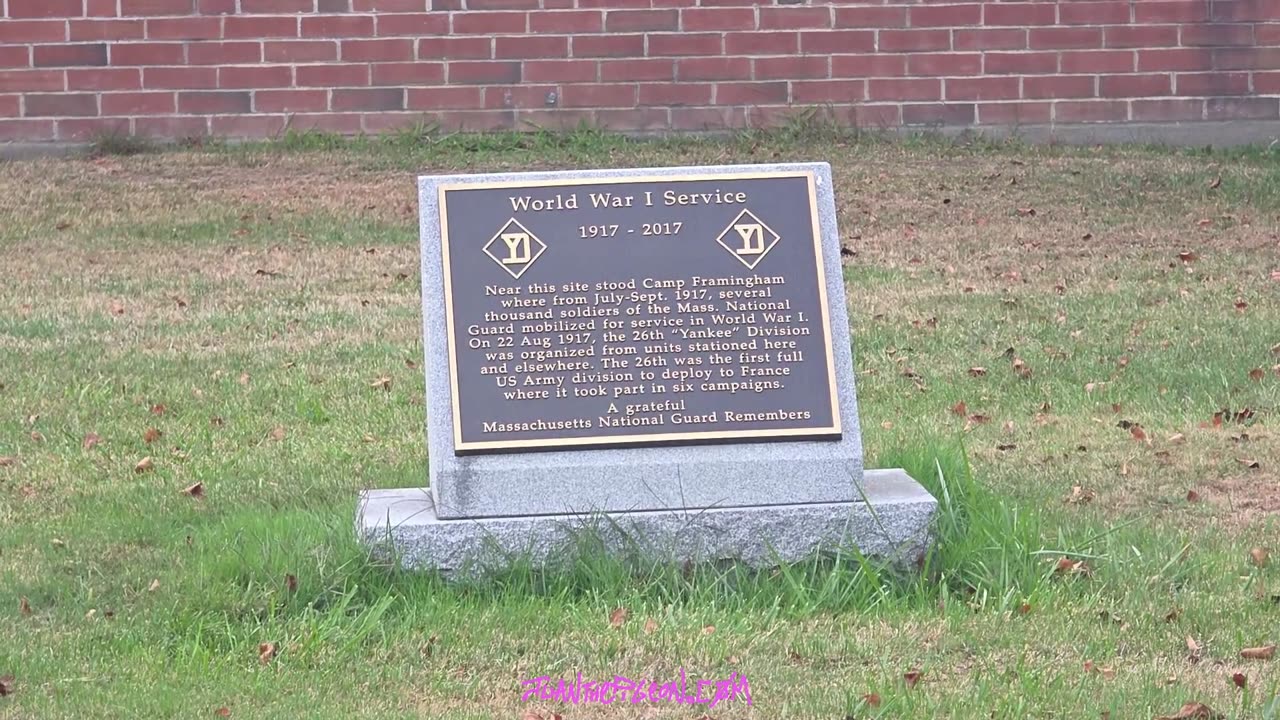 World War I Service
1917 - 2017
YD
YD
Near this site stood Camp Framingham
where from July-Sept. 1917, several
thousand soldiers of the Mass. National
Guard mobilized for service in World War I.
On 22 Aug 1917, the 26th "Yankee" Division
was organized from units stationed here
and elsewhere. The 26th was the first full
US Army division to deploy to France
where it took part in six campaigns.
A grateful
Massachusetts National Guard Remembers